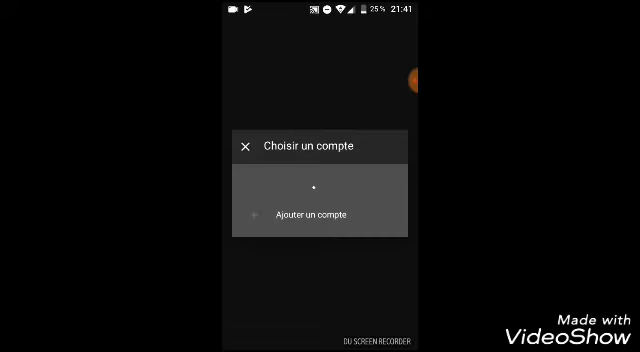 25 % 21:41
Choisir un compte
Ajouter un compte
DU SCREEN RECORDER
Made with
VideoShow